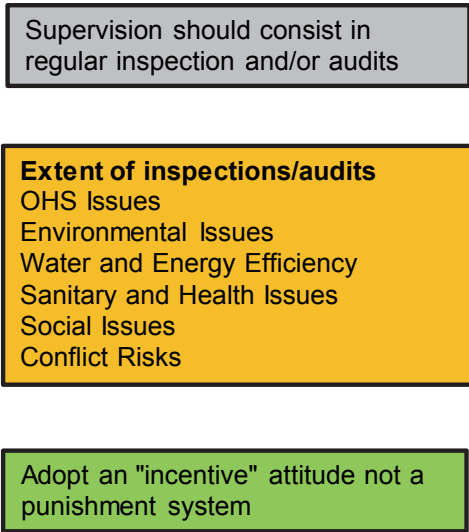 Supervision should consist in
regular inspection and/or audits
Extent of inspections/audits
OHS Issues
Environmental Issues
Water and Energy Efficiency
Sanitary and Health Issues
Social Issues
Conflict Risks
Adopt an "incentive" attitude not a
punishment system